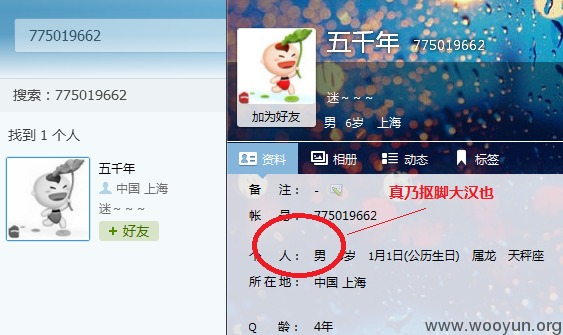 775019662
搜索：775019662
找到 1 个人
五千年
中国 上海
迷～～～
+ 好友
五千年 775019662
迷～～～
加为好友
男 6岁 上海
资料 相册 动态 标签
备 注： -
真乃抠脚大汉也
775019662
人： 男 岁 1月1日(公历生日) 属龙 天秤座
所在地： 中国 上海
Q 龄： 4年
www.wooyun.org